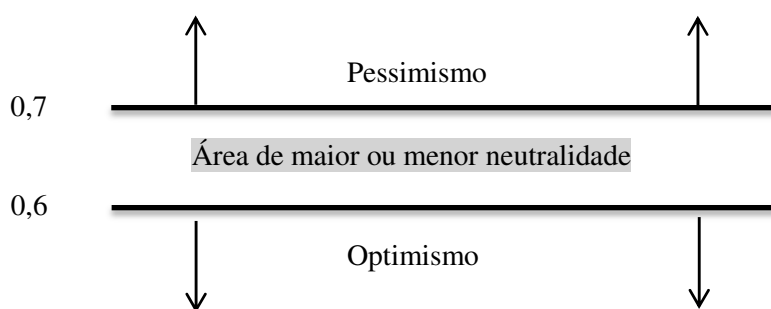 Pessimismo
0,7
Área de maior ou menor neutralidade
0,6
Optimismo